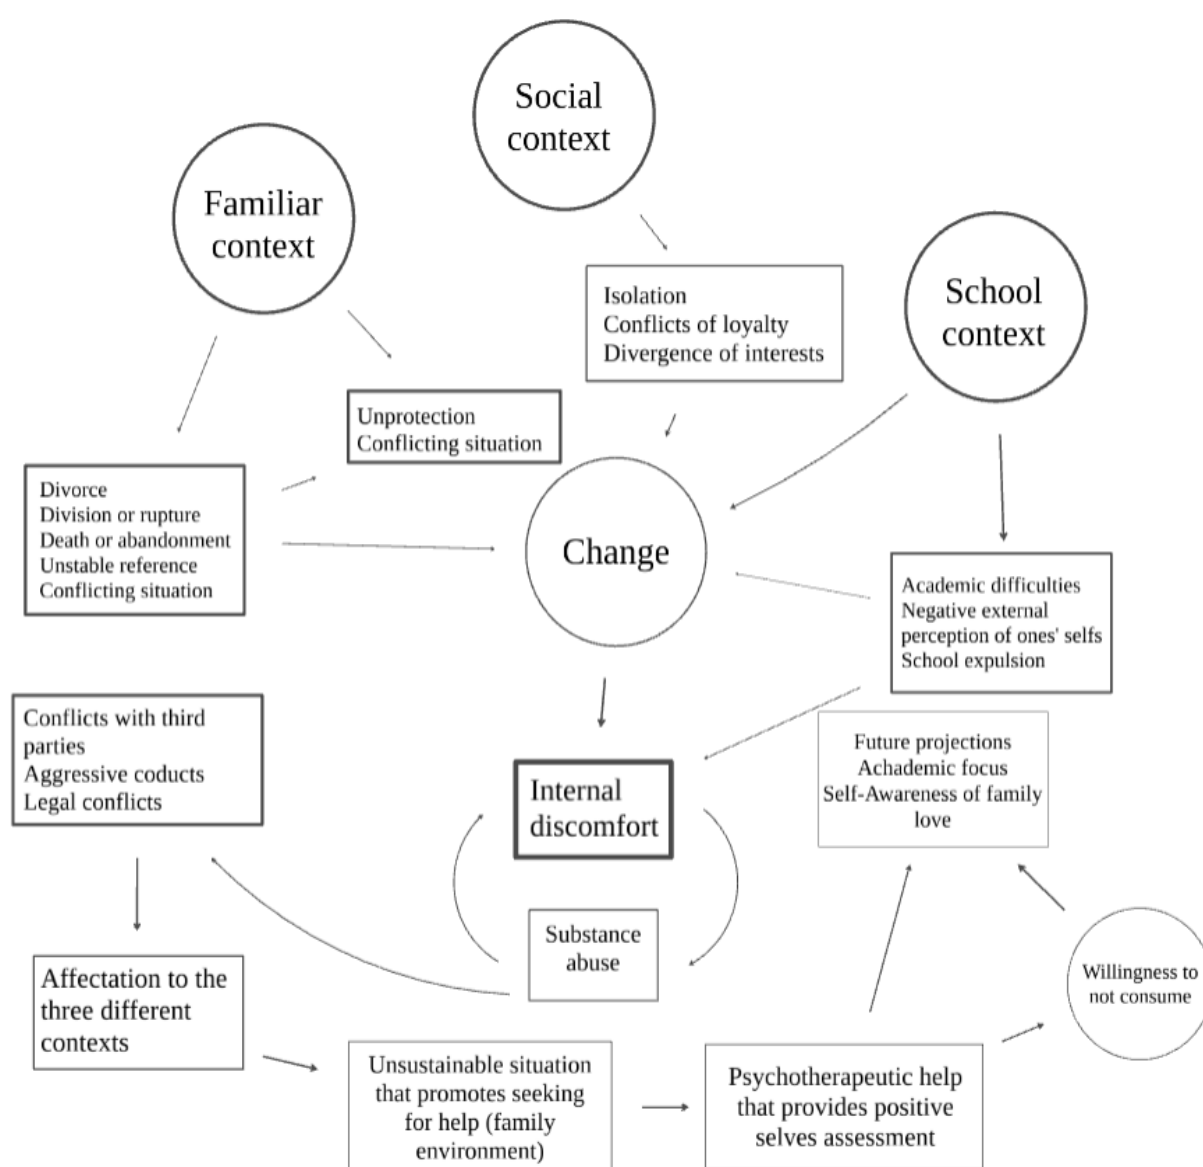 Social
context
Familiar
context
School
context
Isolation
Conflicts of loyalty
Divergence of interests
Unprotection
Conflicting situation
Divorce
Division or rupture
Death or abandonment
Unstable reference
Conflicting situation
Change
Academic difficulties
Negative external
perception of ones' selfs
School expulsion
Conflicts with third
parties
Aggressive coducts
Legal conflicts
Internal
discomfort
Future projections
Achademic focus
Self-Awareness of family
love
Substance
abuse
Affectation to the
three different
contexts
Willingness to
not consume
Unsustainable situation
that promotes seeking
for help (family
environment)
Psychotherapeutic help
that provides positive
selves assessment